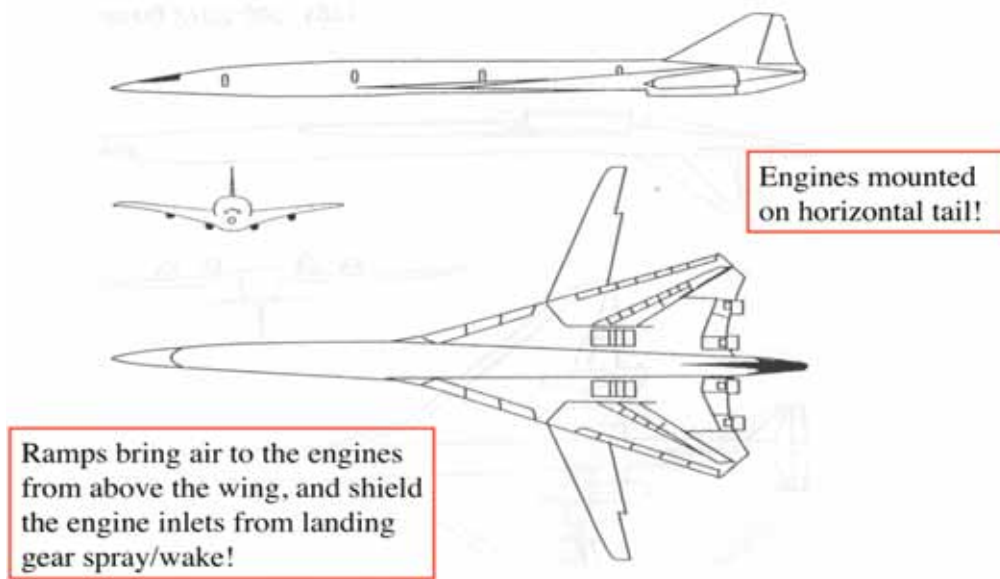 Engines mounted
on horizontal tail!
Ramps bring air to the engines
from above the wing, and shield
the engine inlets from landing
gear spray/wake!